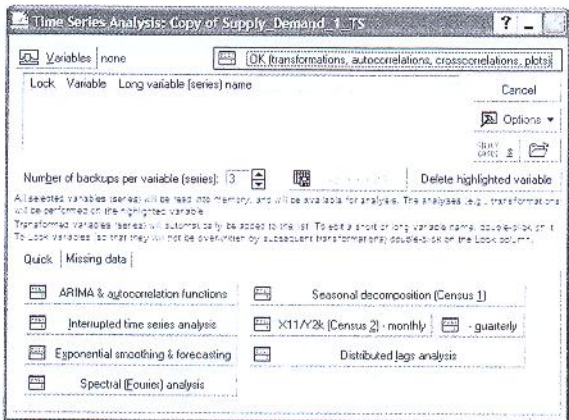 Time Series Analysis: Copy of Supply_Demand_1_TS
Variables none
OK (transformations, autocorrelations, crosscorrelations, plots)
Lock Variable Long variable (series) name
Cancel
Options
Number of backups per variable (series): 3
Delete highlighted variable
All selected variables (series) will be read into memory, and will be available for analysis. The analyses (e.g., transformations)
will be performed on the highlighted variable.
Transformed variables (series) will automatically be added to the list. To edit a short or long variable name, double-click on it.
To Lock variables (so that they will not be overwritten by subsequent transformations) double-click on the Lock column.
Quick Missing data
ARIMA & autocorrelation functions
Seasonal decomposition (Census 1)
Interrupted time series analysis
X11/Y2k (Census 2) - monthly
- quarterly
Exponential smoothing & forecasting
Distributed lags analysis
Spectral (Fourier) analysis